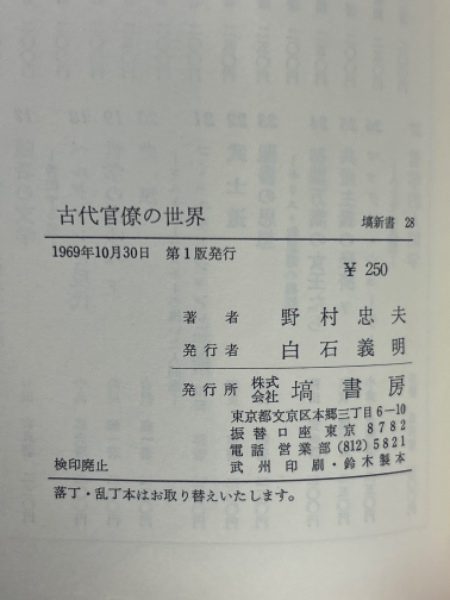 古代官僚の世界
塙新書 28
1969年10月30日 第1版発行
¥250
著者 野村忠夫
発行者 白石義明
発行所 株式会社 塙書房
東京都文京区本郷三丁目6-10
振替口座 東京 8782
電話 営業部 (812)5821
検印廃止
武州印刷・鈴木製本
落丁・乱丁本はお取り替えいたします。